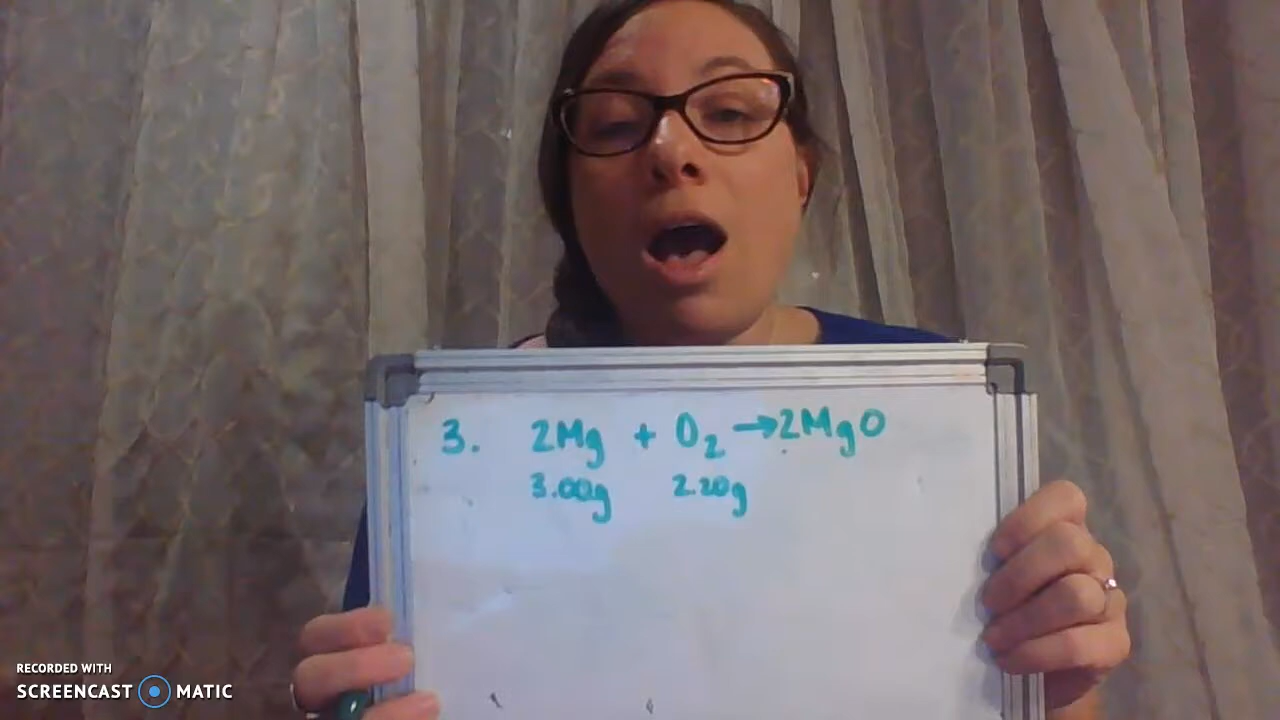 3. 2Mg + O₂ → 2MgO
3.00g 2.20g
RECORDED WITH
SCREENCAST MATIC